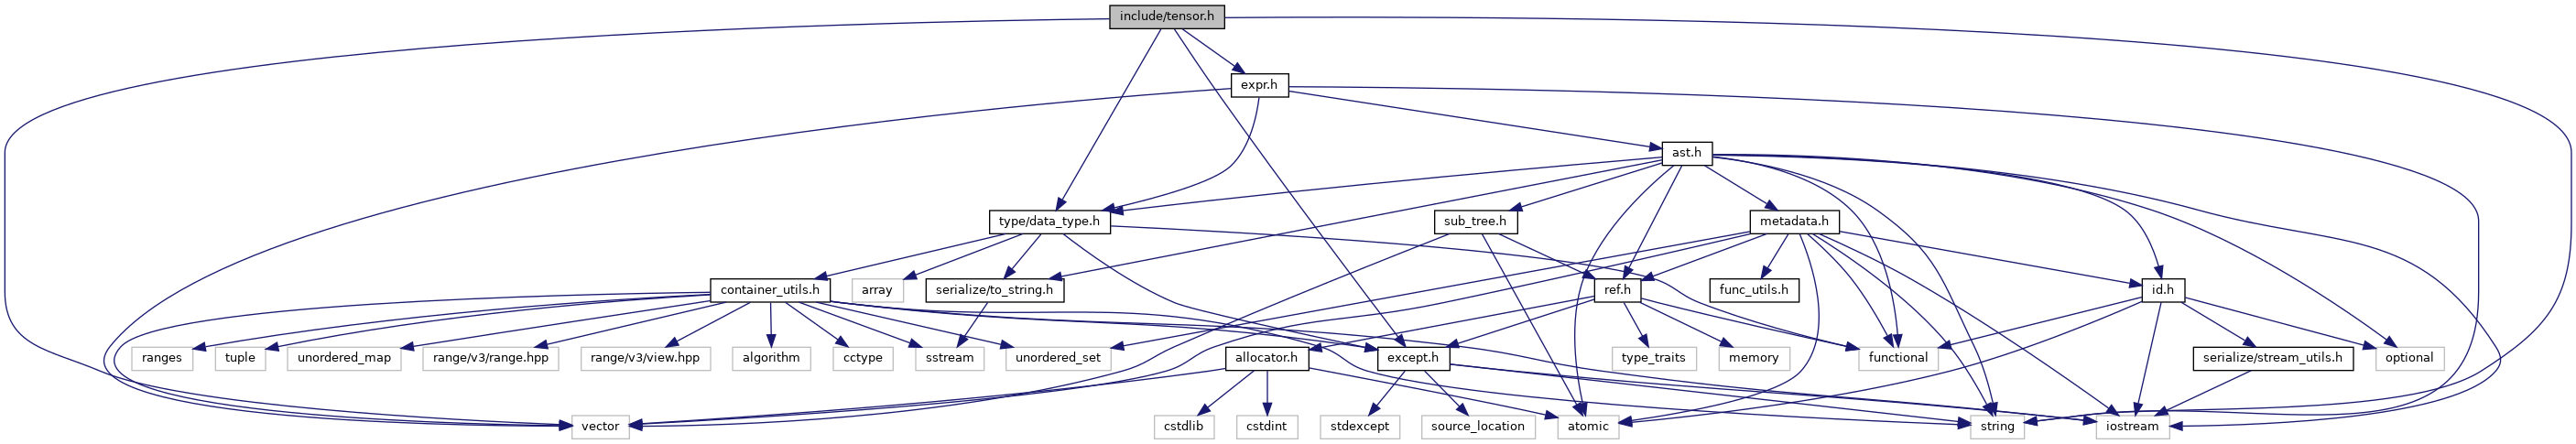 include/tensor.h
expr.h
ast.h
type/data_type.h
sub_tree.h
metadata.h
container_utils.h
array
serialize/to_string.h
ref.h
func_utils.h
id.h
ranges
tuple
unordered_map
range/v3/range.hpp
range/v3/view.hpp
algorithm
cctype
sstream
unordered_set
allocator.h
except.h
type_traits
memory
functional
serialize/stream_utils.h
optional
vector
cstdlib
cstdint
stdexcept
source_location
atomic
string
iostream